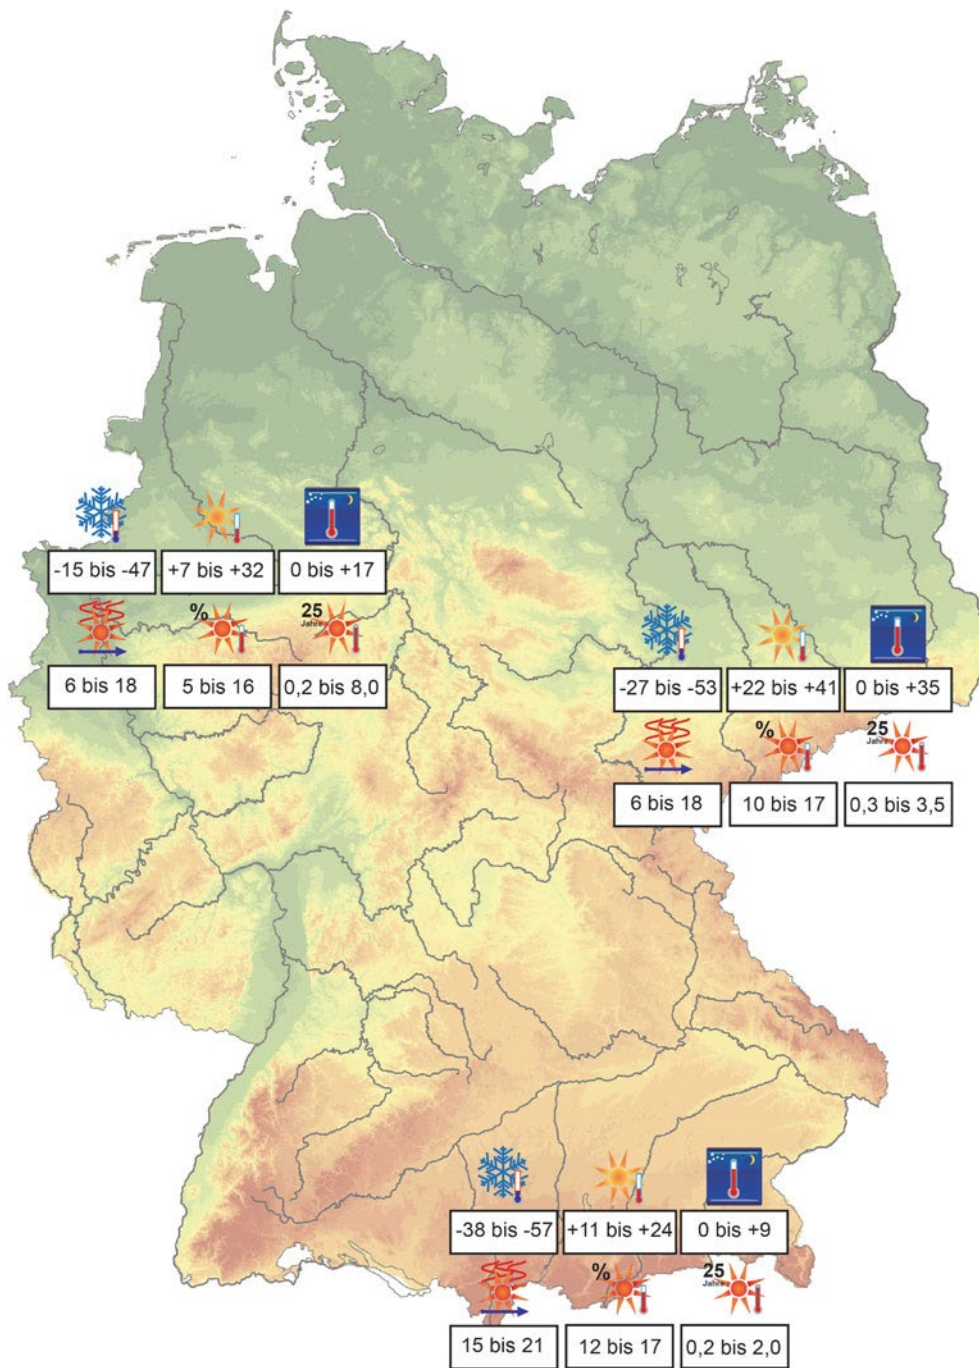 -15 bis -47
+7 bis +32
0 bis +17
%
25
Jahre
6 bis 18
5 bis 16
0,2 bis 8,0
-27 bis -53
+22 bis +41
0 bis +35
%
25
Jahre
6 bis 18
10 bis 17
0,3 bis 3,5
-38 bis -57
+11 bis +24
0 bis +9
%
25
Jahre
15 bis 21
12 bis 17
0,2 bis 2,0